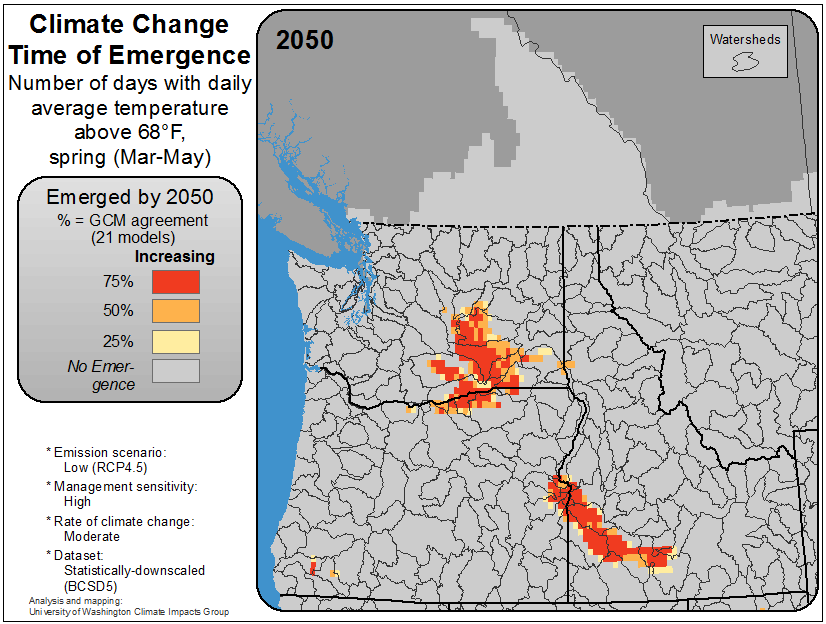 Climate Change
Time of Emergence
Number of days with daily
average temperature
above 68°F,
spring (Mar-May)
Emerged by 2050
% = GCM agreement
(21 models)
Increasing
75%
50%
25%
No Emer-
gence
* Emission scenario:
Low (RCP4.5)
* Management sensitivity:
High
* Rate of climate change:
Moderate
* Dataset:
Statistically-downscaled
(BCSD5)
Analysis and mapping:
University of Washington Climate Impacts Group
2050
Watersheds